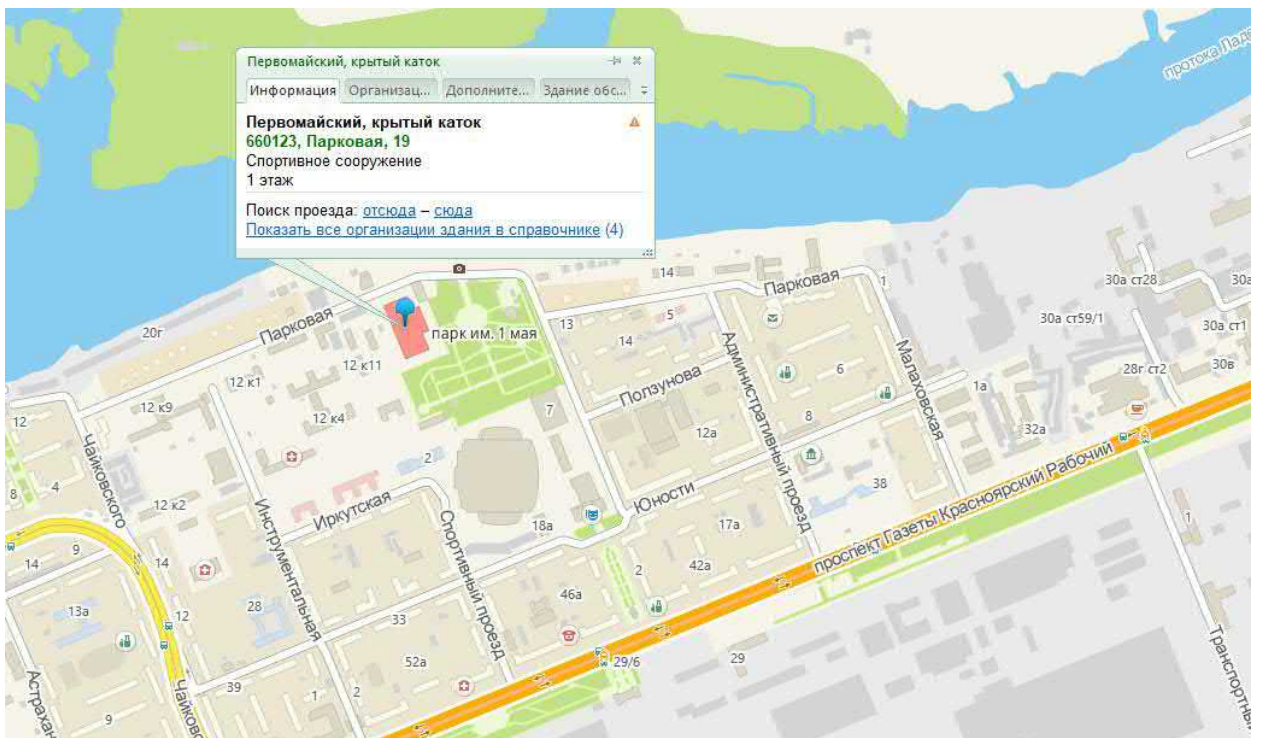 протока Лада
Первомайский, крытый каток
Информация
Организац...
Дополните...
Здание обс...
Первомайский, крытый каток
660123, Парковая, 19
Спортивное сооружение
1 этаж
Поиск проезда: отсюда – сюда
Показать все организации здания в справочнике (4)
14
Парковая
1
30а ст28
30а
20г
Парковая
парк им. 1 мая
13
14
5
30а ст59/1
30а ст1
12 к1
12 к11
Ползунова
Административный проезд
6
Малаховская
1а
28г ст2
30в
12
12 к9
12 к4
7
12а
8
32а
Чайковского
2
8
4
12 к2
Инструментальная
Иркутская
Спортивный проезд
18а
Юности
17а
38
проспект Газеты Красноярский Рабочий
1
9
14
14
2
42а
13а
12
28
33
46а
52а
29/6
29
Транспортны
Астрахан
9
Чайков
39
1
2